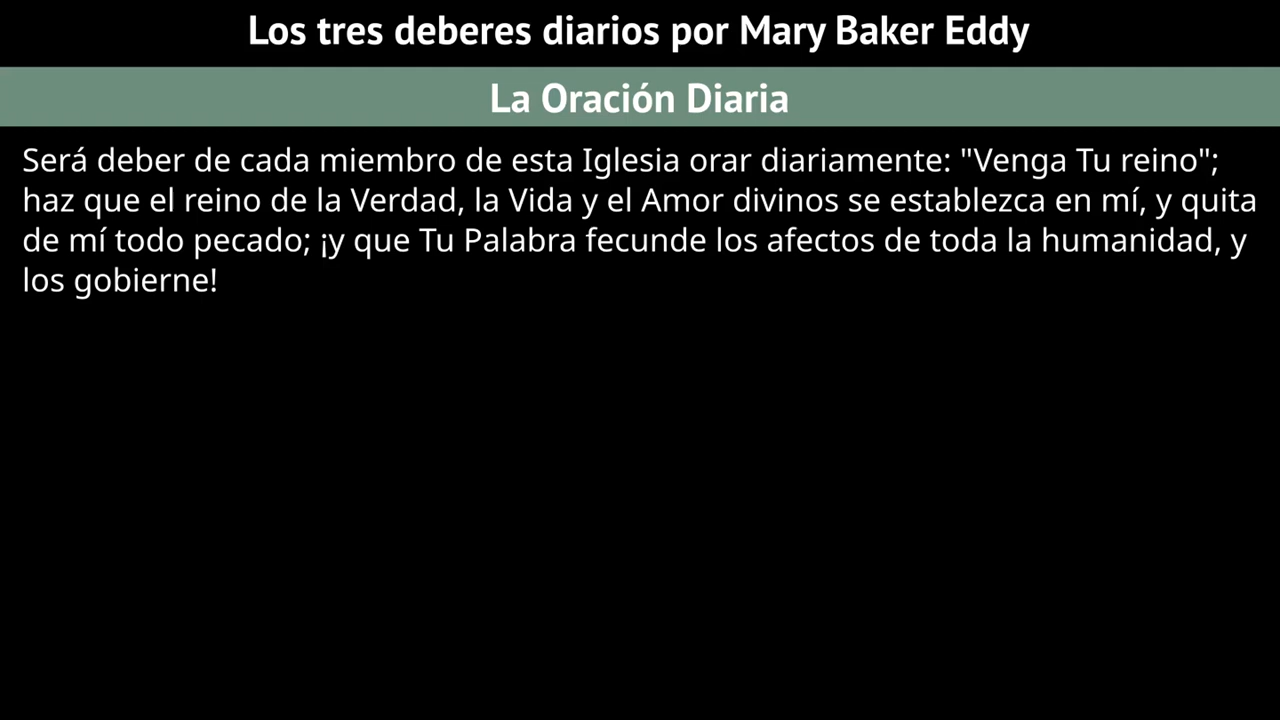 Los tres deberes diarios por Mary Baker Eddy
La Oración Diaria
Será deber de cada miembro de esta Iglesia orar diariamente: "Venga Tu reino";
haz que el reino de la Verdad, la Vida y el Amor divinos se establezca en mí, y quita
de mí todo pecado; ¡y que Tu Palabra fecunde los afectos de toda la humanidad, y
los gobierne!